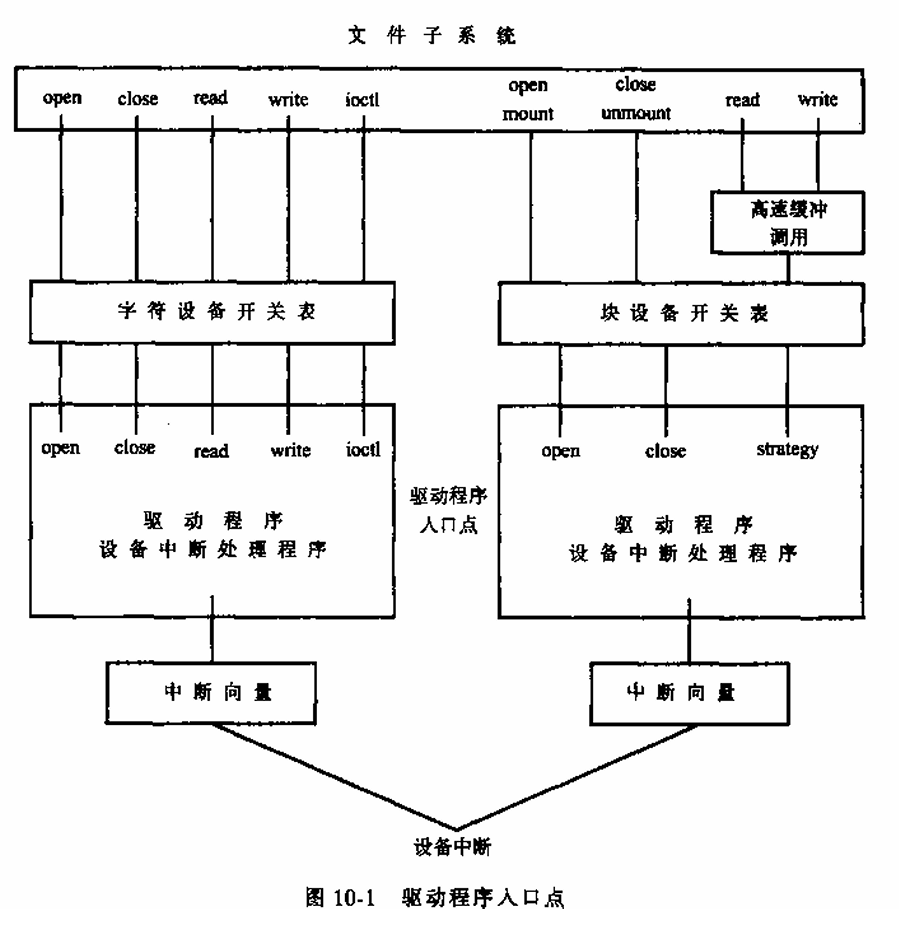 文件子系统
open close read write ioctl open close read write
mount unmount
高速缓冲
调用
字符设备开关表 块设备开关表
open close read write ioctl open close strategy
驱动程序
入口点
驱动程序 驱动程序
设备中断处理程序 设备中断处理程序
中断向量 中断向量
设备中断
图 10-1 驱动程序入口点